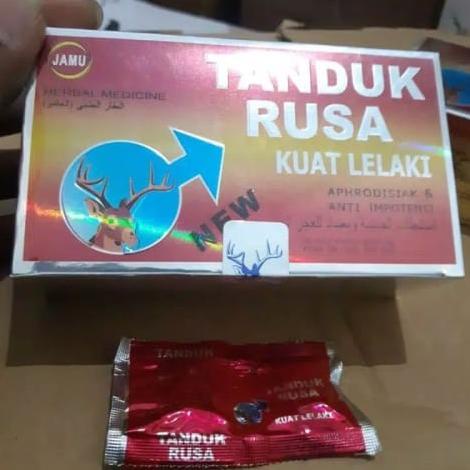 JAMU
TANDUK
RUSA
KUAT LELAKI
HERBAL MEDICINE
APHRODISIAK &
ANTI IMPOTENSI
NEW
TANDUK
TANDUK
RUSA
KUAT LELAKI
TANDUK
RUSA